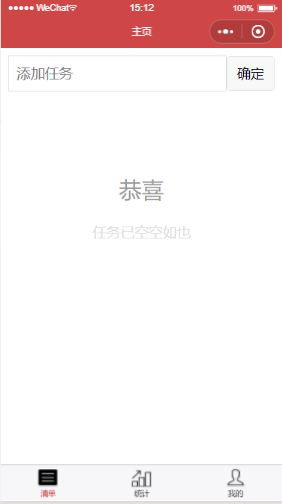 WeChat 15:12 100%
主页
添加任务 确定
恭喜
任务已空空如也
清单 统计 我的